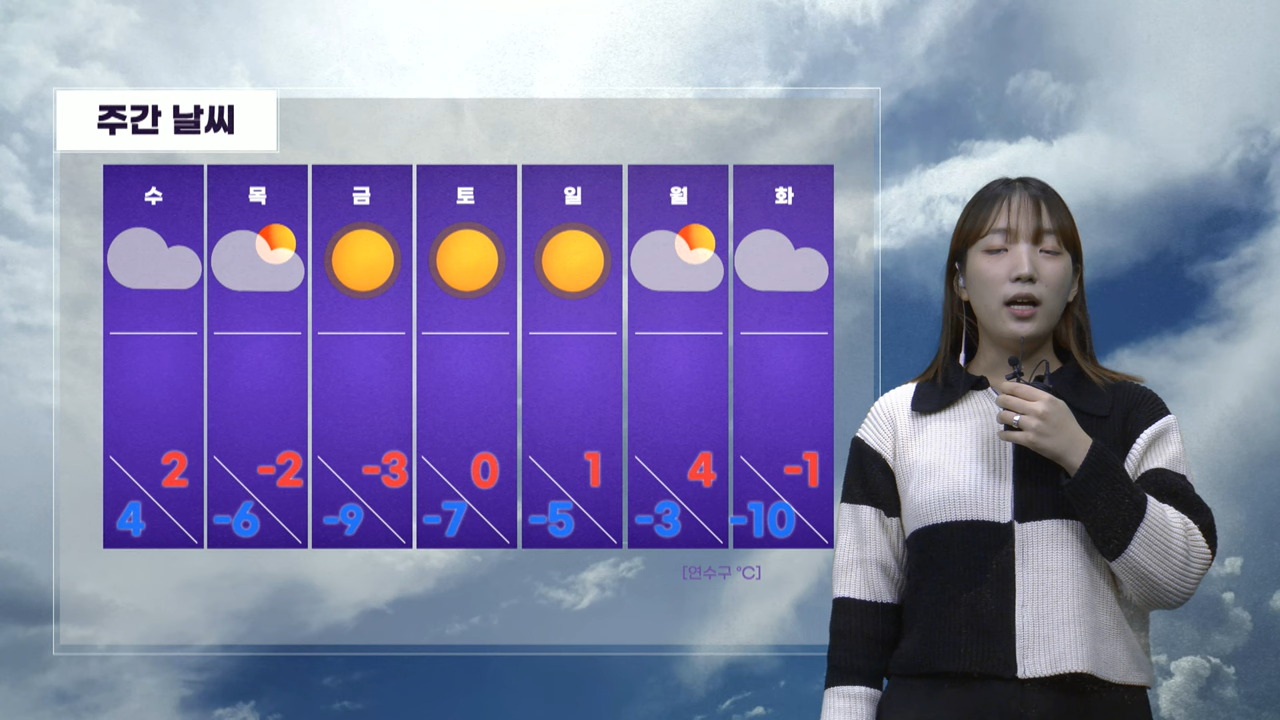 주간 날씨
수 목 금 토 일 월 화
2 -2 -3 0 1 4 -1
4 -6 -9 -7 -5 -3 -10
[연수구 ℃]